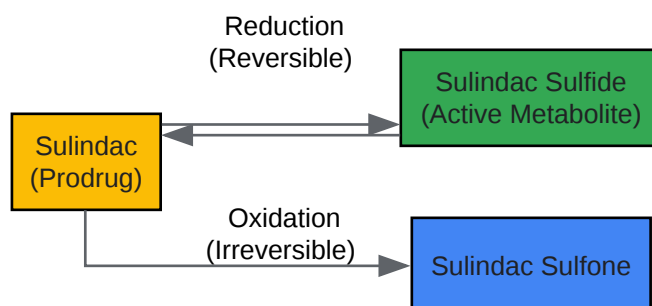 Reduction
(Reversible)
Sulindac Sulfide
(Active Metabolite)
Sulindac
(Prodrug)
Oxidation
(Irreversible)
Sulindac Sulfone